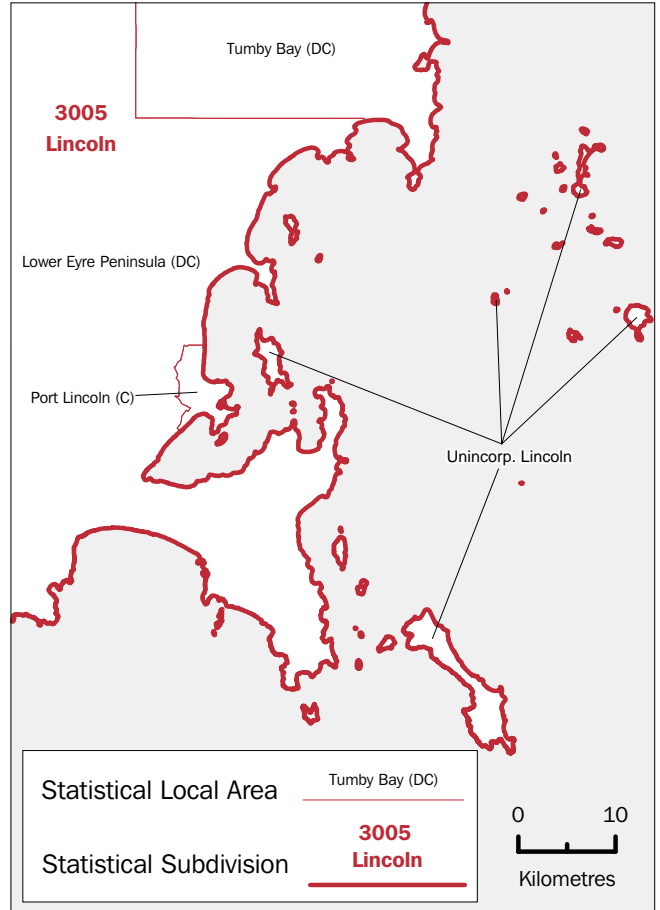 Tumby Bay (DC)
3005
Lincoln
Lower Eyre Peninsula (DC)
Port Lincoln (C)
Unincorp. Lincoln
Statistical Local Area
Tumby Bay (DC)
Statistical Subdivision
3005
Lincoln
0 10
Kilometres